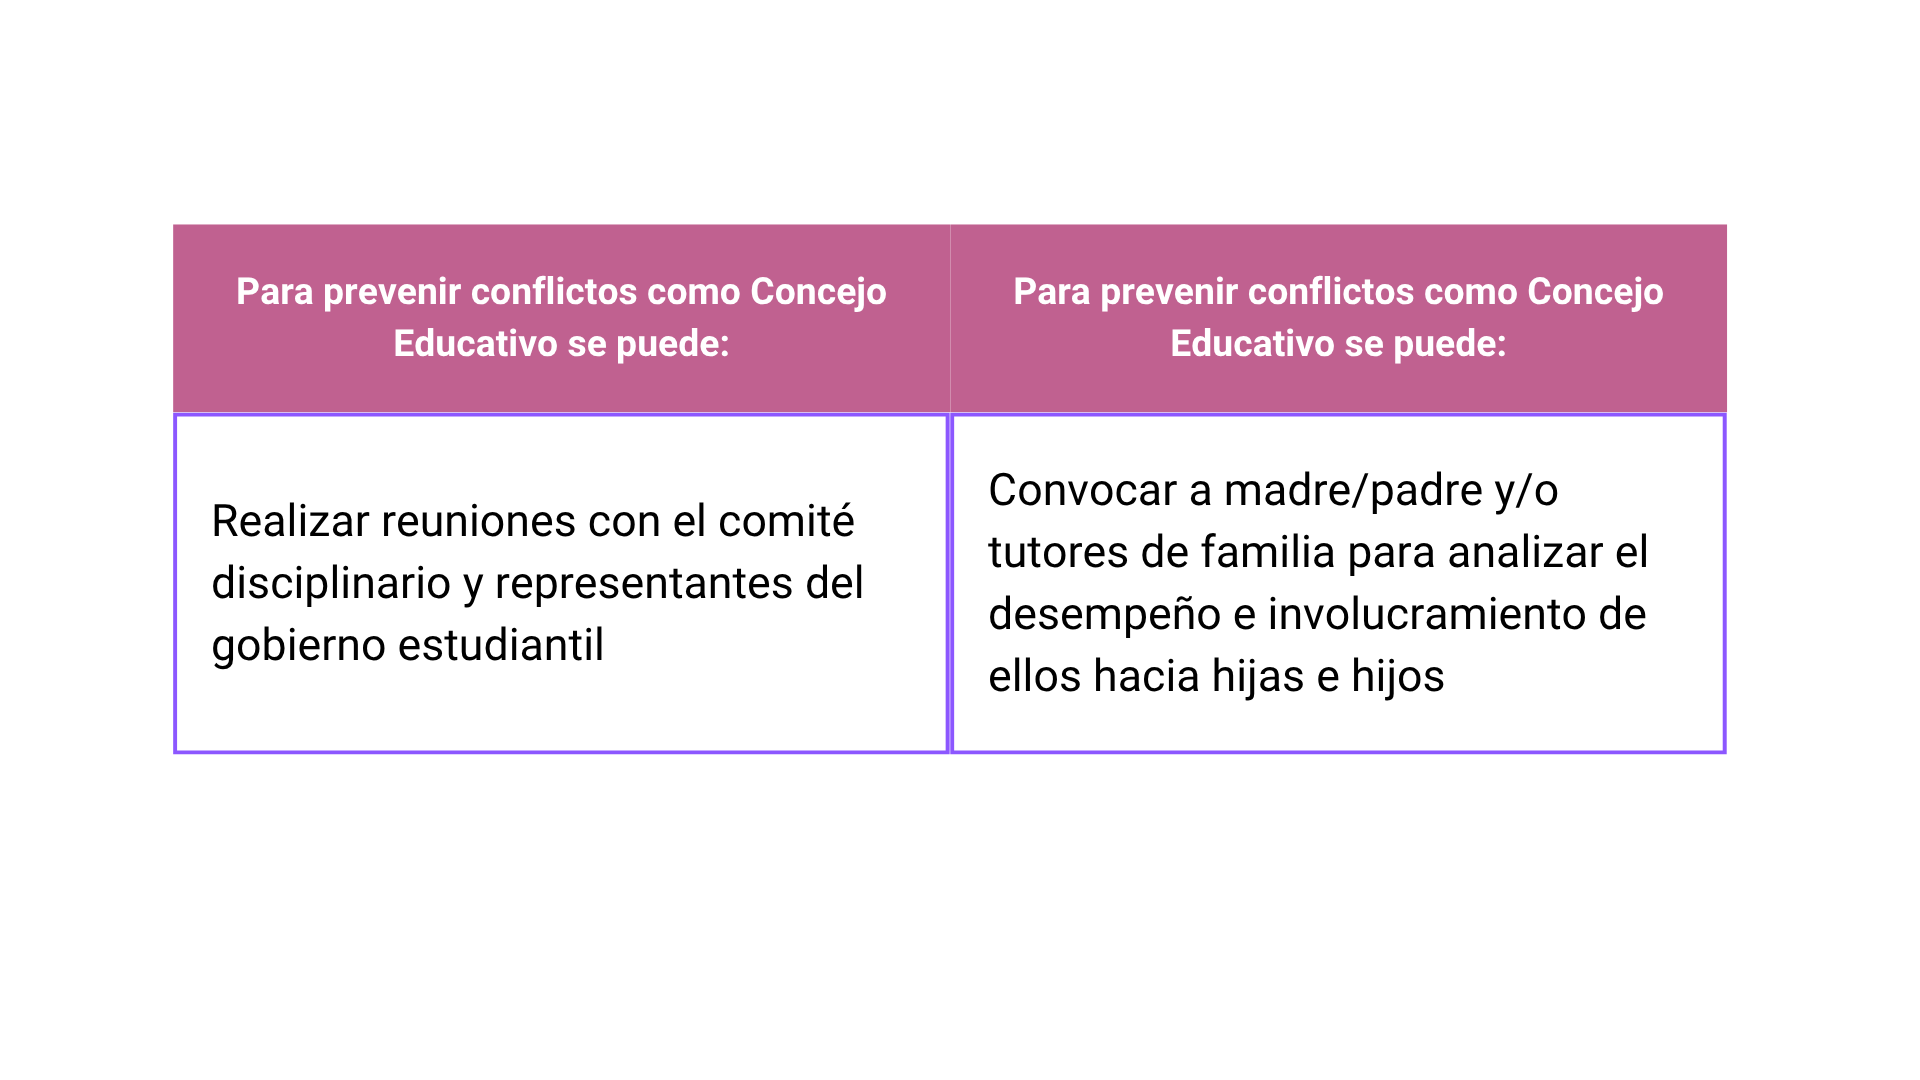 Para prevenir conflictos como Concejo
Educativo se puede:
Para prevenir conflictos como Concejo
Educativo se puede:
Realizar reuniones con el comité
disciplinario y representantes del
gobierno estudiantil
Convocar a madre/padre y/o
tutores de familia para analizar el
desempeño e involucramiento de
ellos hacia hijas e hijos